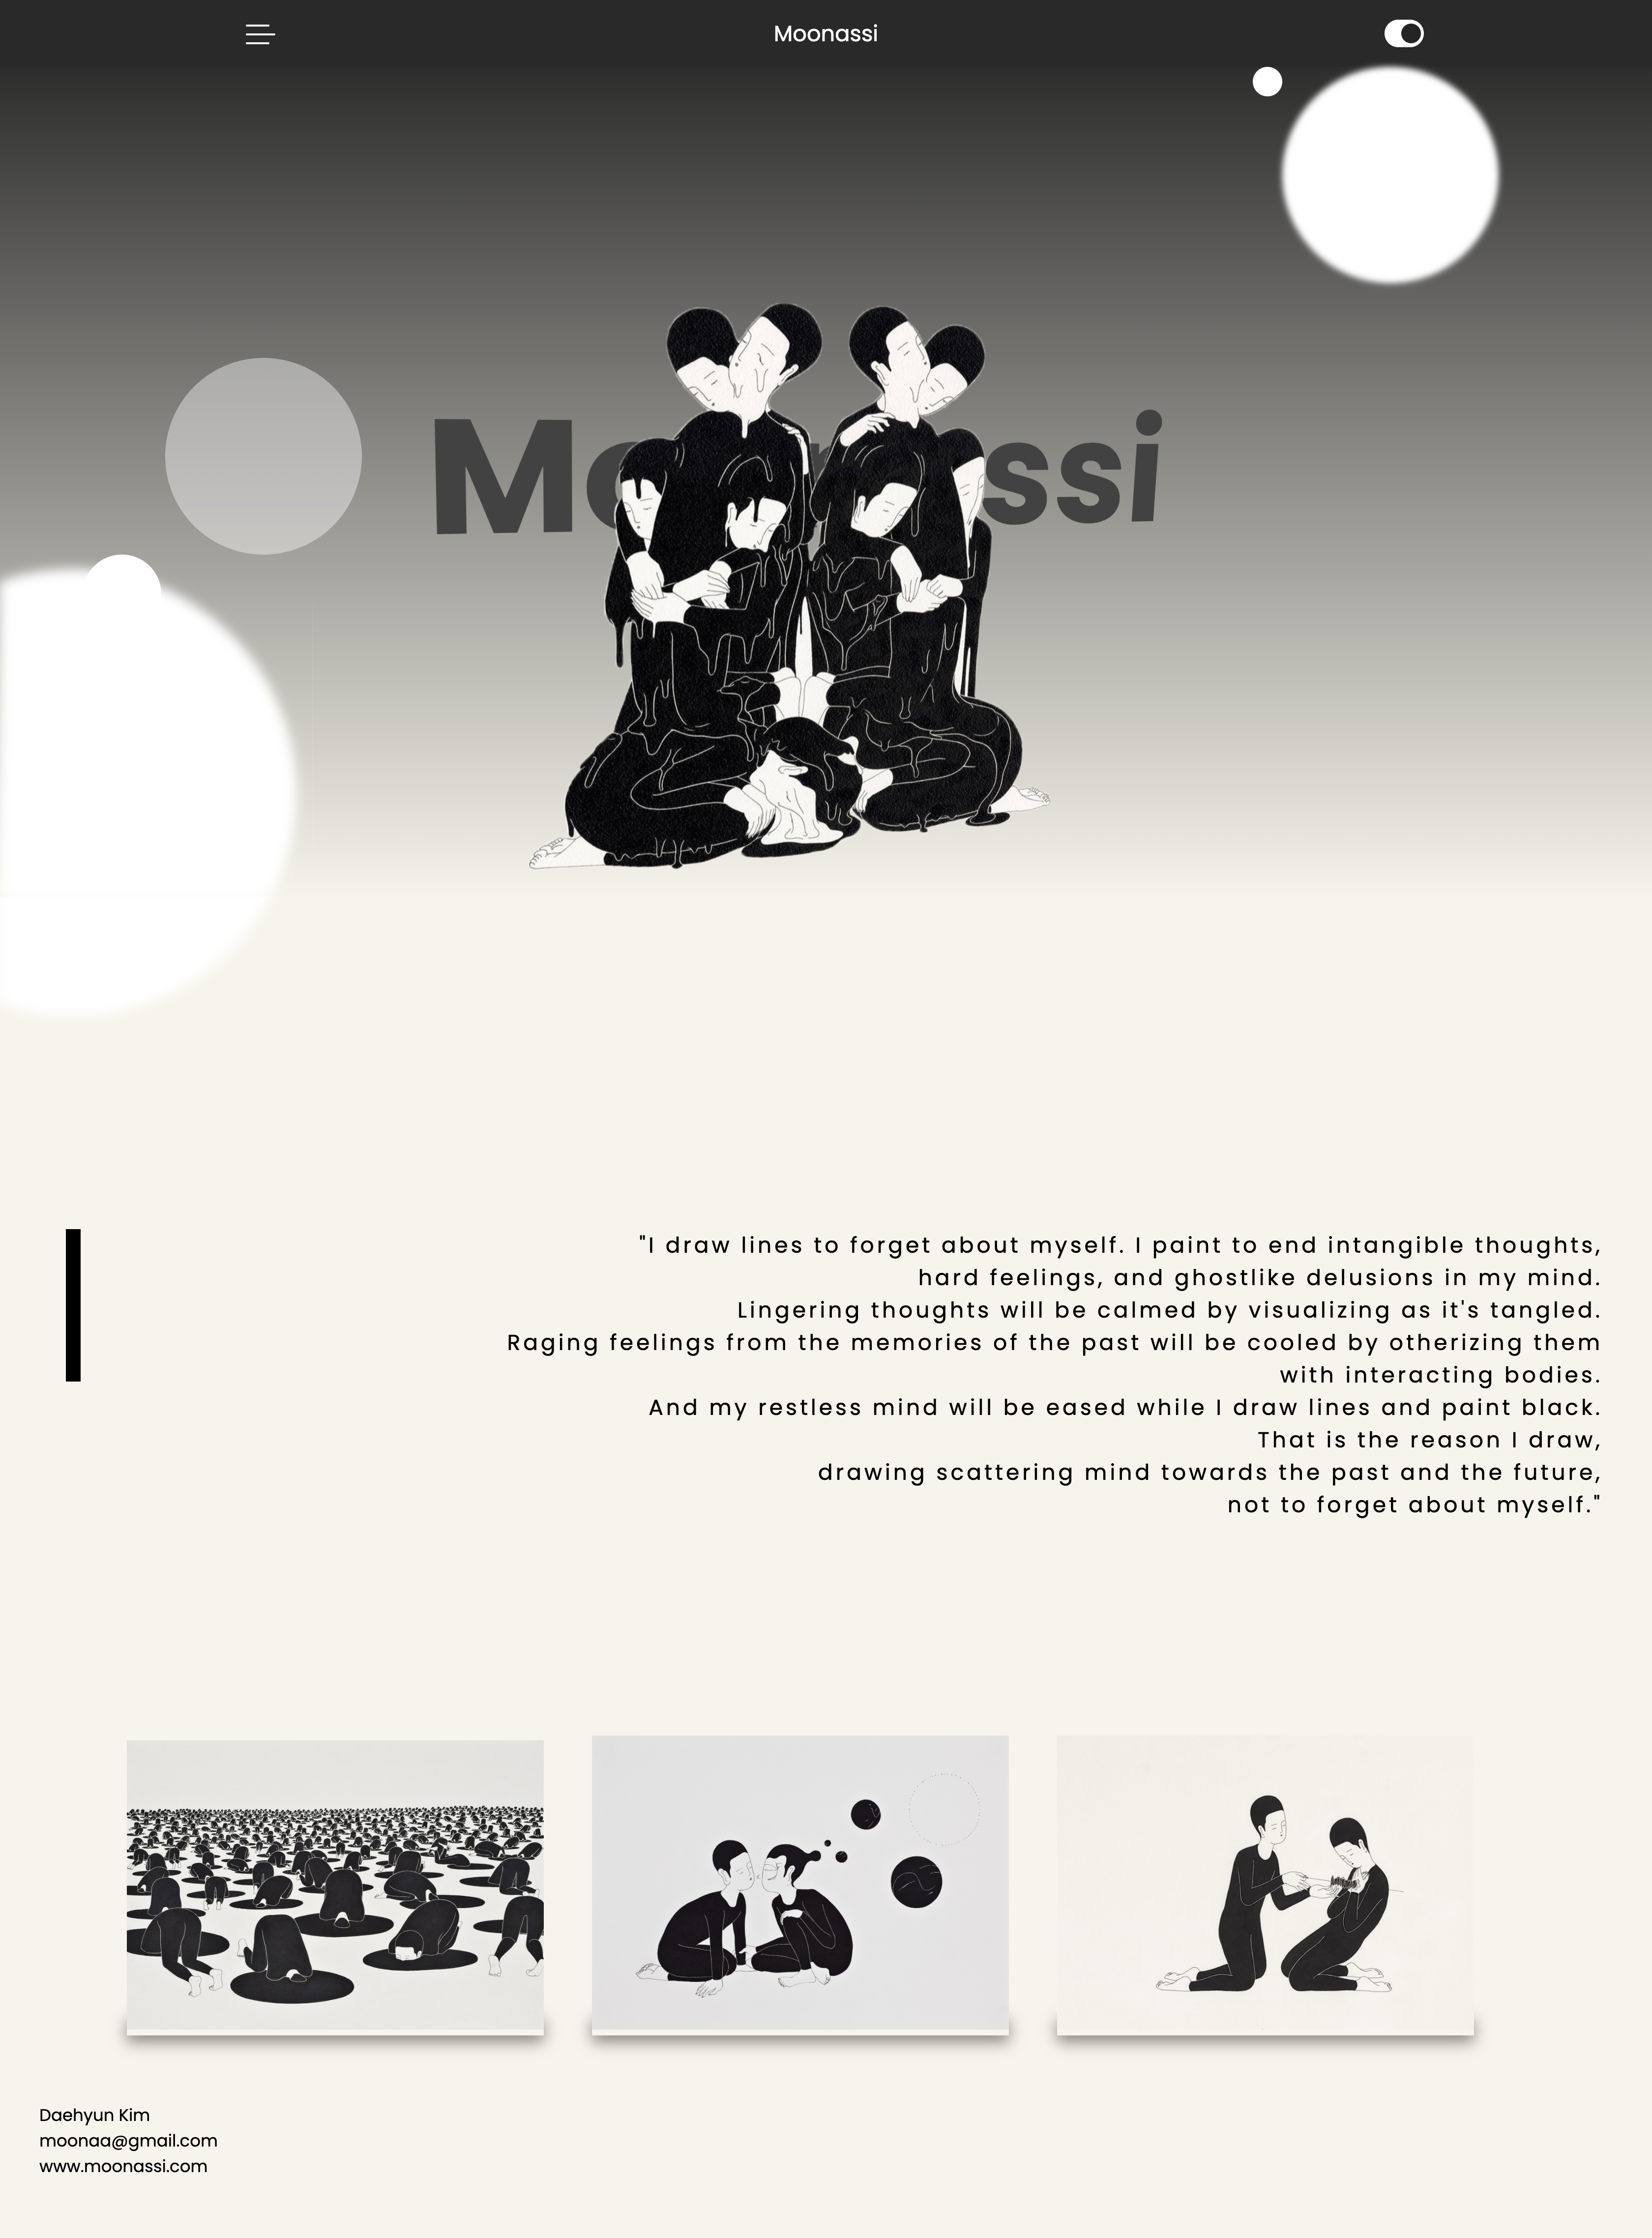 Moonassi
Moonassi
"I draw lines to forget about myself. I paint to end intangible thoughts,
hard feelings, and ghostlike delusions in my mind.
Lingering thoughts will be calmed by visualizing as it's tangled.
Raging feelings from the memories of the past will be cooled by otherizing them
with interacting bodies.
And my restless mind will be eased while I draw lines and paint black.
That is the reason I draw,
drawing scattering mind towards the past and the future,
not to forget about myself."
Daehyun Kim
moonaa@gmail.com
www.moonassi.com